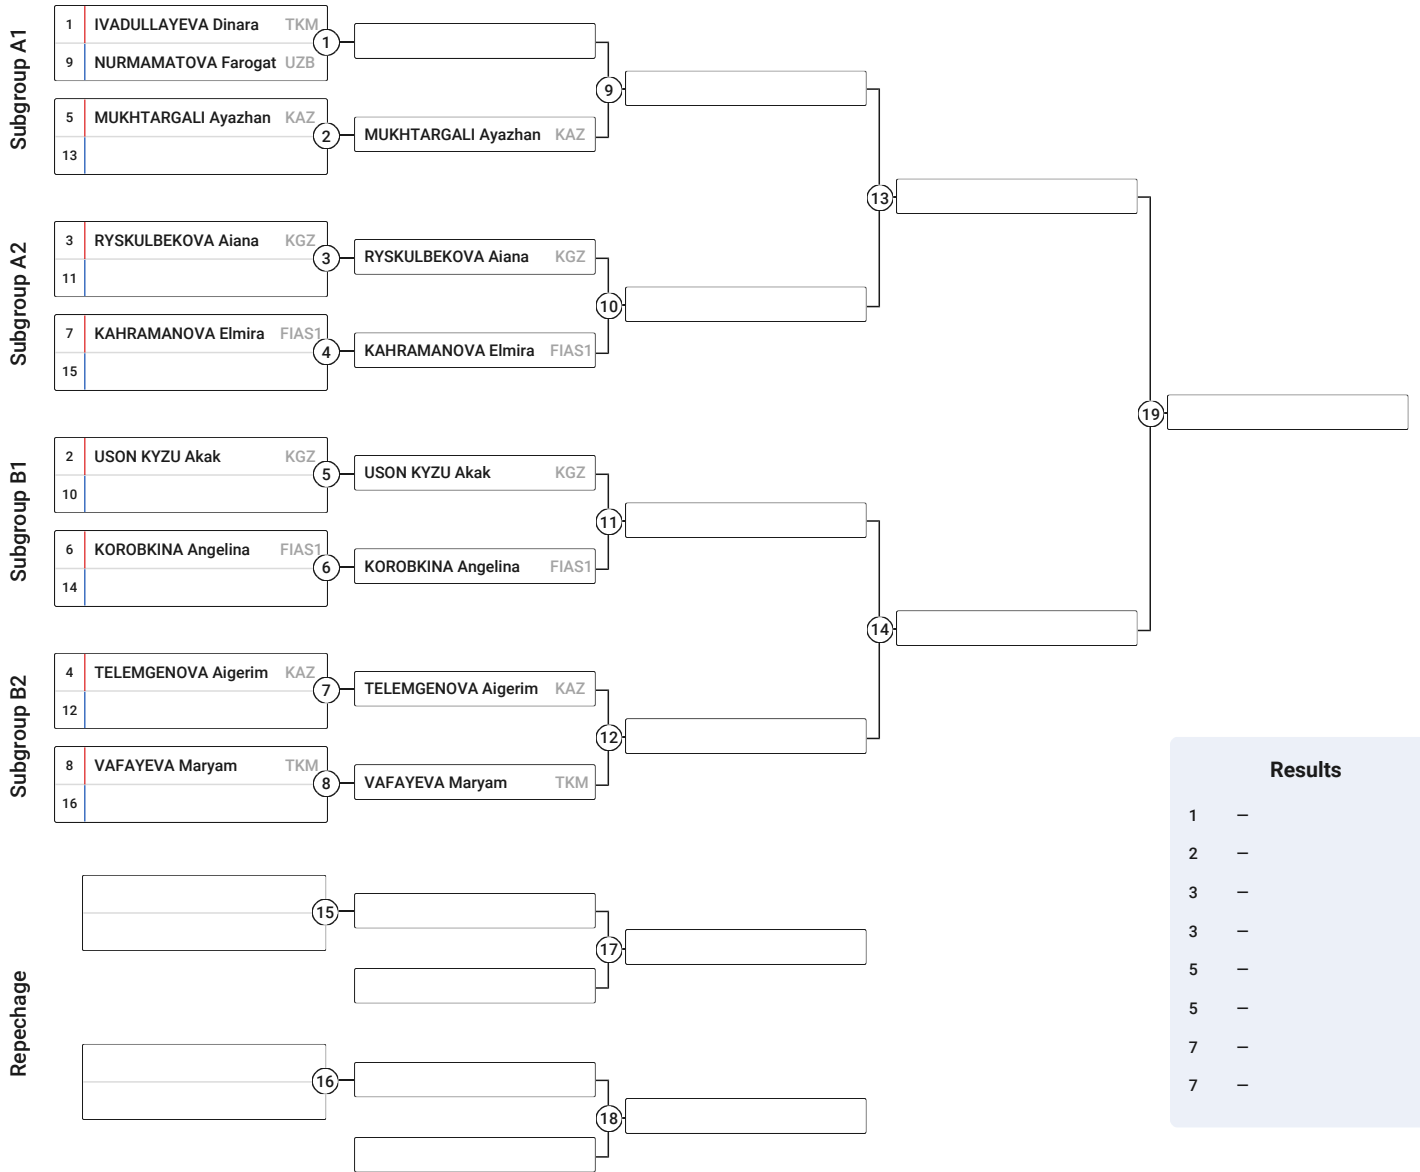 Subgroup A1
1 IVADULLAYEVA Dinara TKM
9 NURMAMATOVA Farogat UZB
1
5 MUKHTARGALI Ayazhan KAZ
13
2
MUKHTARGALI Ayazhan KAZ
9
Subgroup A2
3 RYSKULBEKOVA Aiana KGZ
11
3
RYSKULBEKOVA Aiana KGZ
7 KAHRAMANOVA Elmira FIAS1
15
4
KAHRAMANOVA Elmira FIAS1
10
13
Subgroup B1
2 USON KYZU Akak KGZ
10
5
USON KYZU Akak KGZ
6 KOROBKINA Angelina FIAS1
14
6
KOROBKINA Angelina FIAS1
11
Subgroup B2
4 TELEMGENOVA Aigerim KAZ
12
7
TELEMGENOVA Aigerim KAZ
8 VAFAYEVA Maryam TKM
16
8
VAFAYEVA Maryam TKM
12
14
19
Repechage
15
17
16
18
Results
1 –
2 –
3 –
3 –
5 –
5 –
7 –
7 –